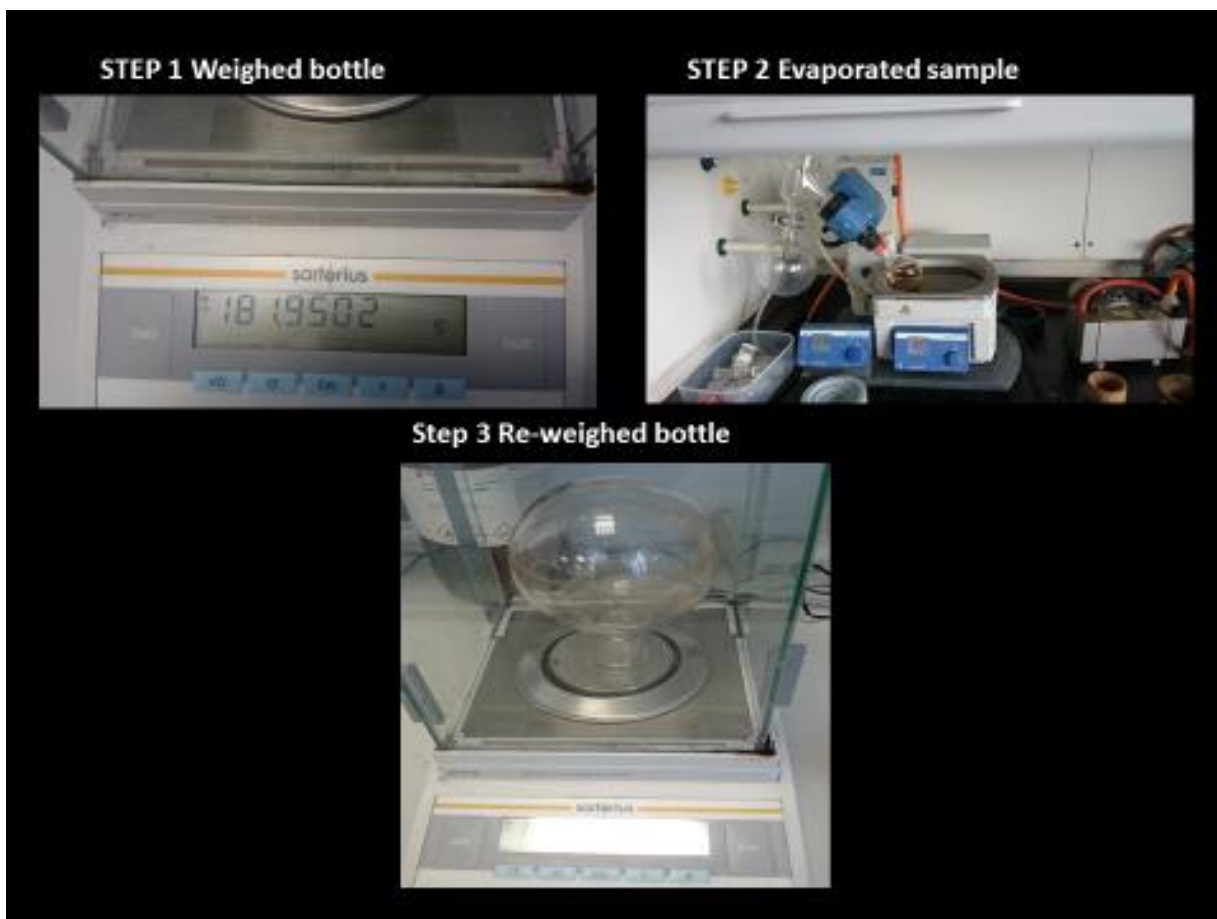 STEP 1 Weighed bottle
STEP 2 Evaporated sample
sartorius
181.9502
Step 3 Re-weighed bottle
sartorius